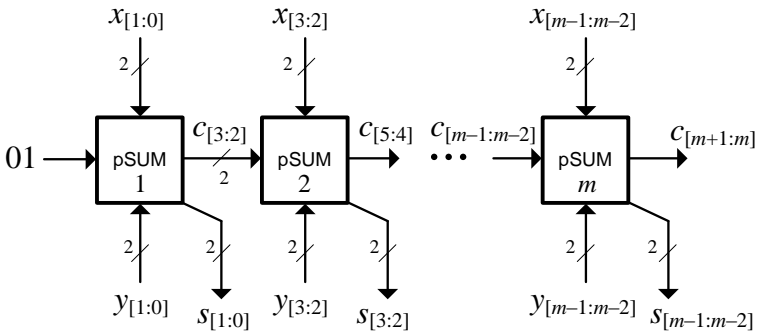 x[1:0] x[3:2] x[m–1:m–2]
2 2 2
c[3:2] c[5:4] c[m–1:m–2] c[m+1:m]
01 pSUM 1 2 pSUM 2 ••• pSUM m
2 2 2 2 2 2
y[1:0] s[1:0] y[3:2] s[3:2] y[m–1:m–2] s[m–1:m–2]